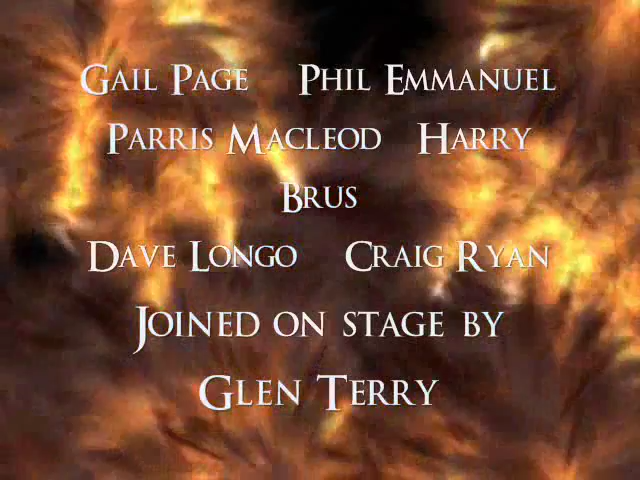 Gail Page Phil Emmanuel
Parris Macleod Harry
Brus
Dave Longo Craig Ryan
Joined on stage by
Glen Terry